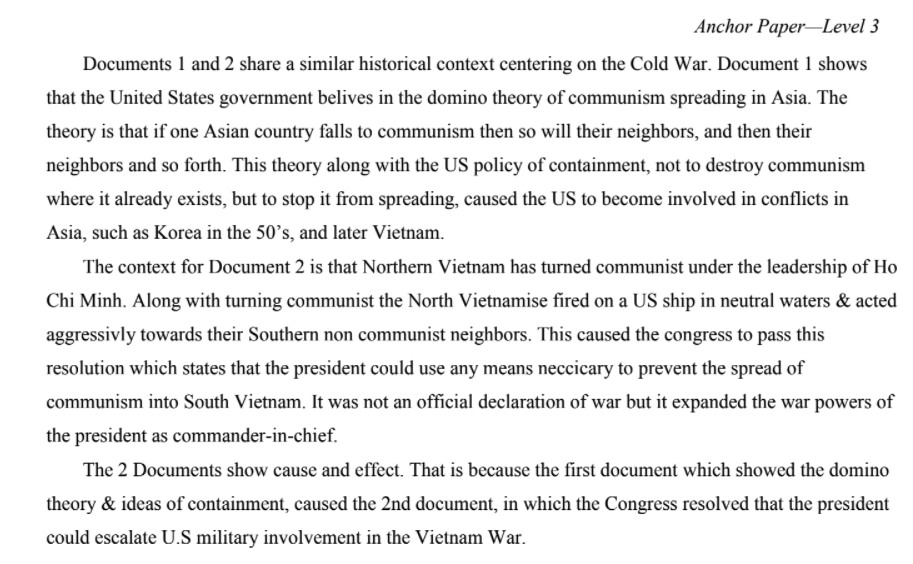 Anchor Paper—Level 3
Documents 1 and 2 share a similar historical context centering on the Cold War. Document 1 shows
that the United States government belives in the domino theory of communism spreading in Asia. The
theory is that if one Asian country falls to communism then so will their neighbors, and then their
neighbors and so forth. This theory along with the US policy of containment, not to destroy communism
where it already exists, but to stop it from spreading, caused the US to become involved in conflicts in
Asia, such as Korea in the 50’s, and later Vietnam.
The context for Document 2 is that Northern Vietnam has turned communist under the leadership of Ho
Chi Minh. Along with turning communist the North Vietnamise fired on a US ship in neutral waters & acted
aggressivly towards their Southern non communist neighbors. This caused the congress to pass this
resolution which states that the president could use any means neccicary to prevent the spread of
communism into South Vietnam. It was not an official declaration of war but it expanded the war powers of
the president as commander-in-chief.
The 2 Documents show cause and effect. That is because the first document which showed the domino
theory & ideas of containment, caused the 2nd document, in which the Congress resolved that the president
could escalate U.S military involvement in the Vietnam War.